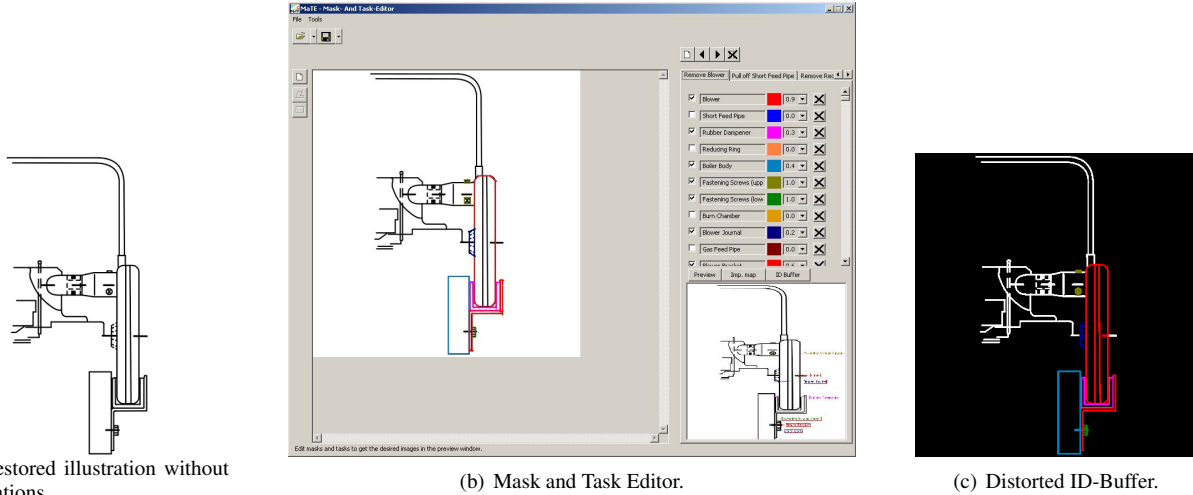 MaTE - Mask- And Task-Editor
File Tools
Remove Blower Pull off Short Feed Pipe Remove Rec
Blower 0.9
Short Feed Pipe 0.0
Rubber Dampener 0.3
Reducing Ring 0.0
Boiler Body 0.4
Fastening Screws (upp 1.0
Fastening Screws (low 1.0
Burn Chamber 0.0
Blower Journal 0.2
Gas Feed Pipe 0.0
Blower Bracket
Preview Imp. map ID Buffer
Edit masks and tasks to get the desired images in the preview window.
estored illustration without
tions.
(b) Mask and Task Editor.
(c) Distorted ID-Buffer.